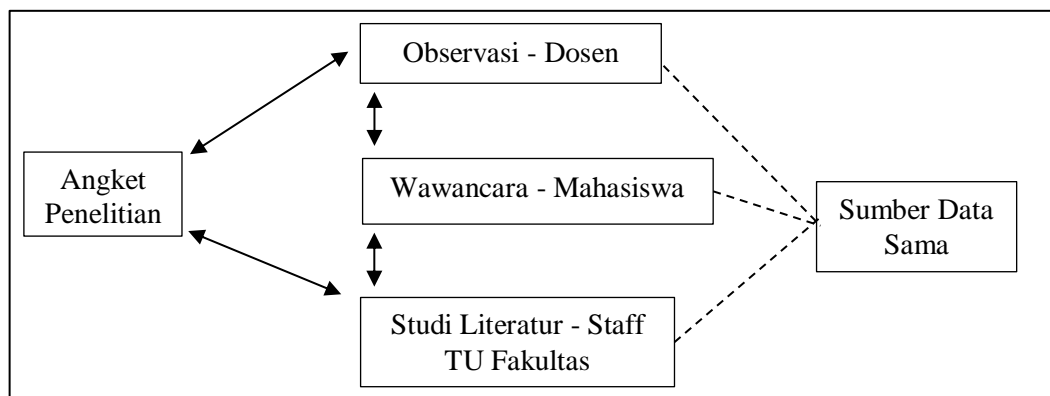 Observasi - Dosen
Angket
Penelitian
Wawancara - Mahasiswa
Sumber Data
Sama
Studi Literatur - Staff
TU Fakultas